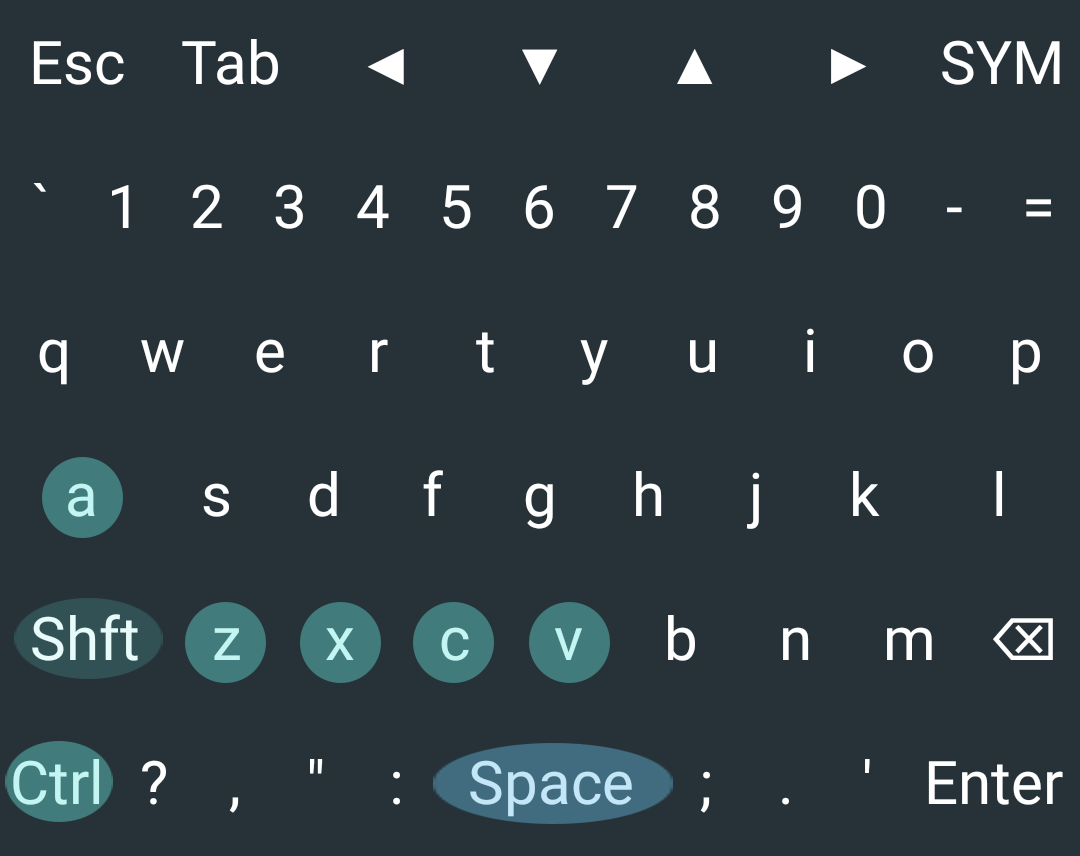 Esc Tab ◀ ▼ ▲ ▶ SYM
` 1 2 3 4 5 6 7 8 9 0 - =
q w e r t y u i o p
a s d f g h j k l
Shft z x c v b n m ⌫
Ctrl ? , " : Space ; . ' Enter